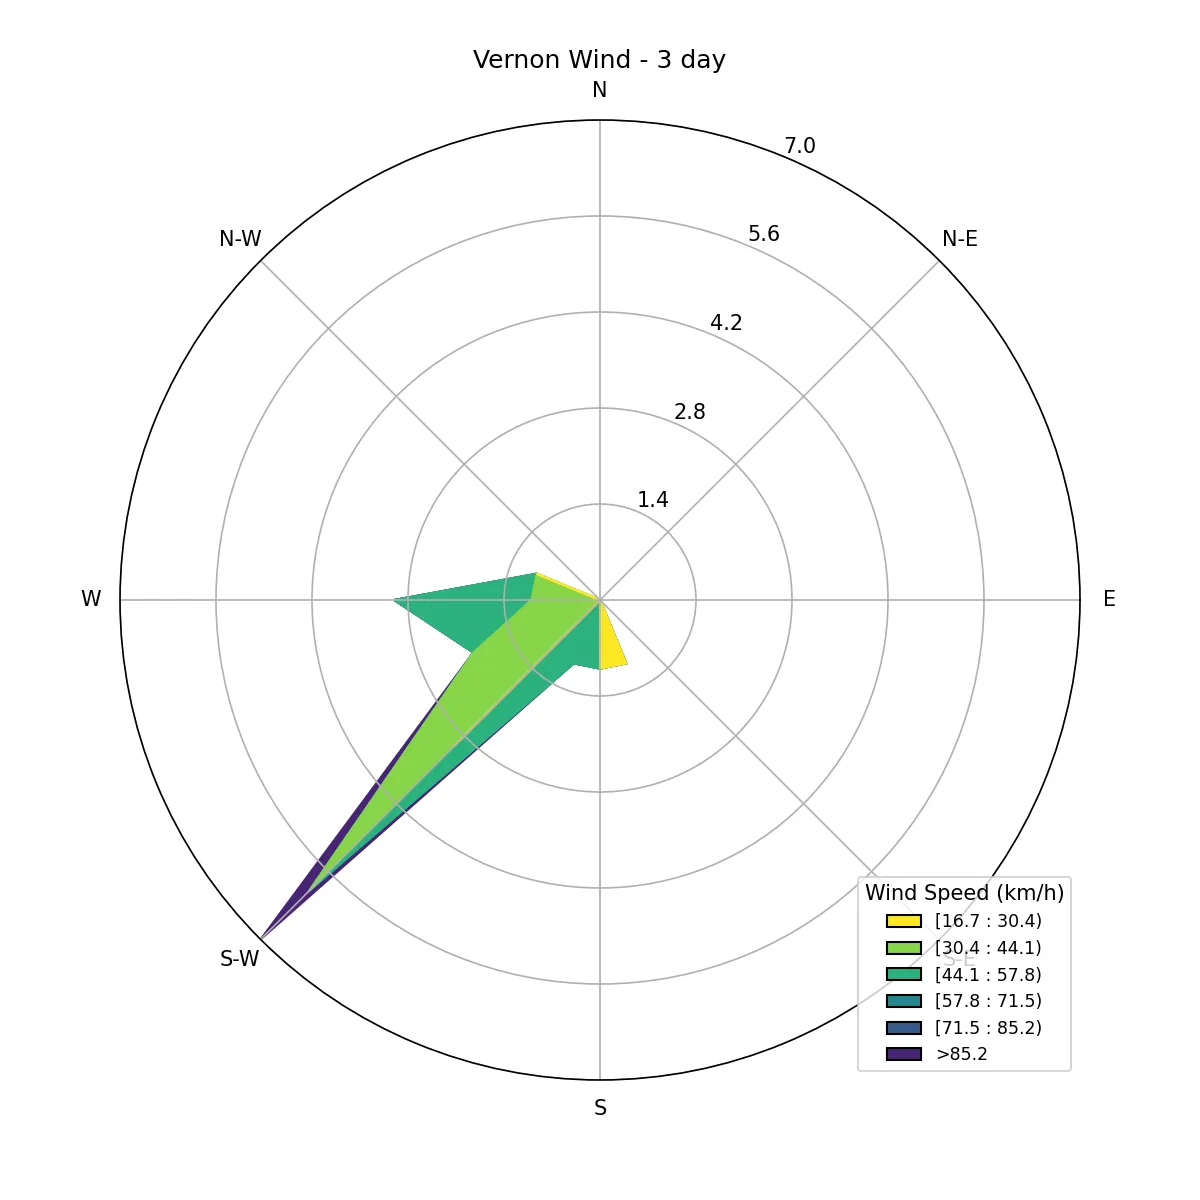 Vernon Wind - 3 day
N
7.0
5.6
N-W
N-E
4.2
2.8
1.4
W
E
Wind Speed (km/h)
[16.7 : 30.4)
[30.4 : 44.1)
S-W
S-E
[44.1 : 57.8)
[57.8 : 71.5)
[71.5 : 85.2)
>85.2
S